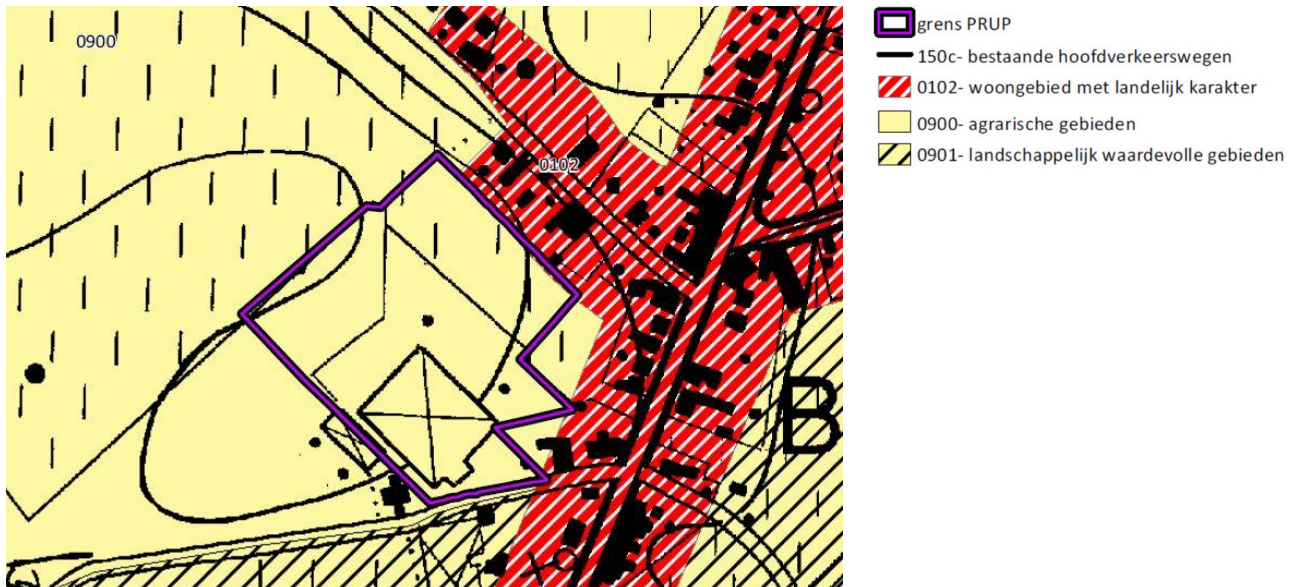 0900
0102
B
grens PRUP
150c- bestaande hoofdverkeerswegen
0102- woongebied met landelijk karakter
0900- agrarische gebieden
0901- landschappelijk waardevolle gebieden